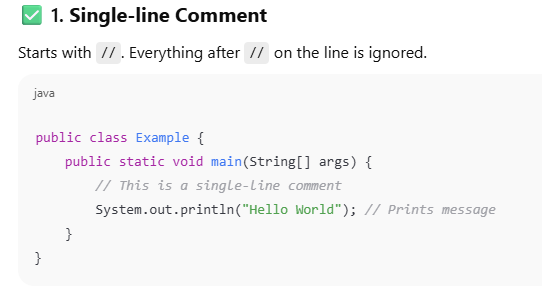 ✅ 1. Single-line Comment
Starts with //. Everything after // on the line is ignored.
java
public class Example {
    public static void main(String[] args) {
        // This is a single-line comment
        System.out.println("Hello World"); // Prints message
    }
}